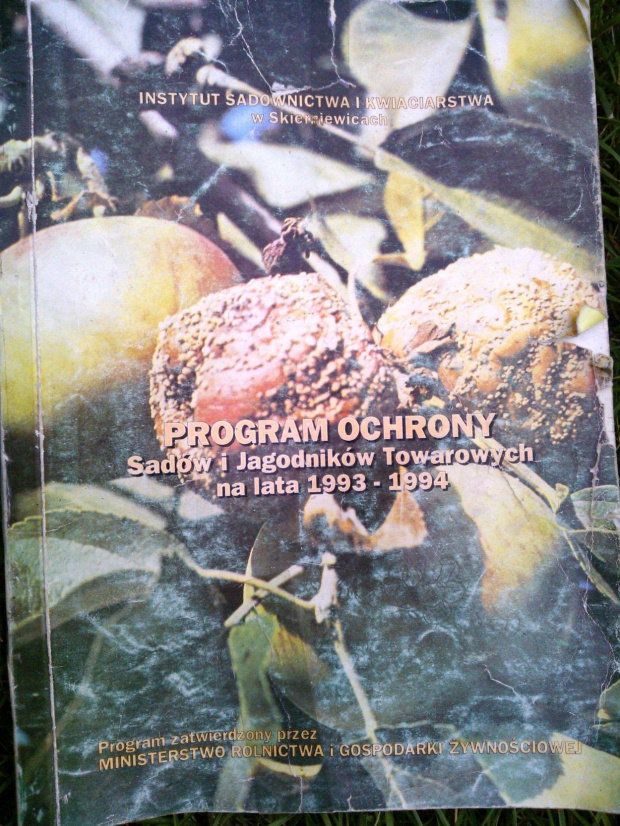 INSTYTUT SADOWNICTWA I KWIACIARSTWA
w Skierniewicach
PROGRAM OCHRONY
Sadów i Jagodników Towarowych
na lata 1993 - 1994
Program zatwierdzony przez
MINISTERSTWO ROLNICTWA i GOSPODARKI ŻYWNOŚCIOWEJ